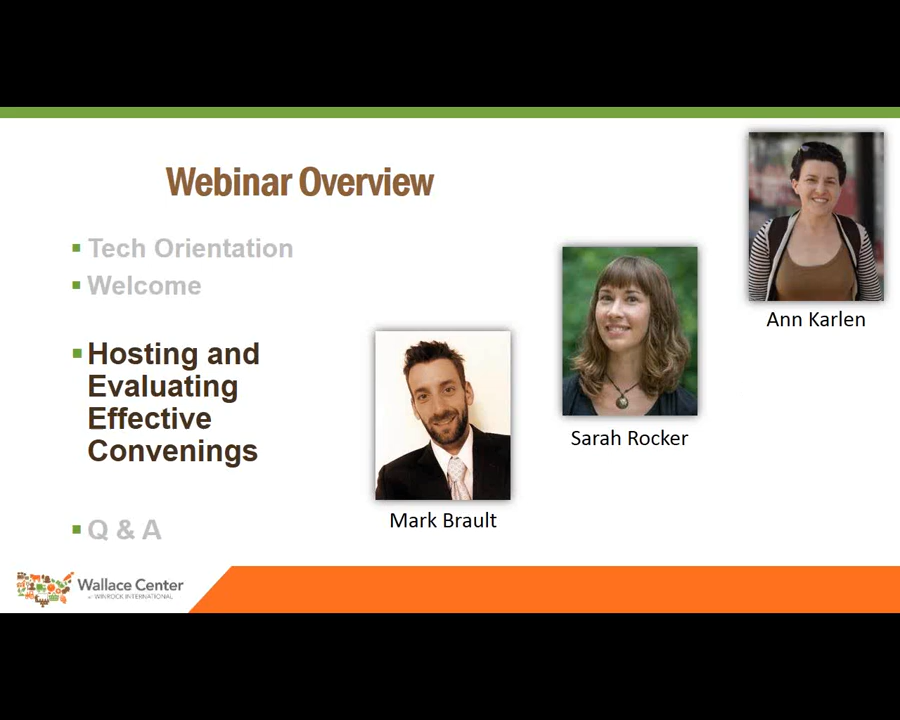 Webinar Overview
Tech Orientation
Welcome
Hosting and
Evaluating
Effective
Convenings
Q & A
Mark Brault
Sarah Rocker
Ann Karlen
Wallace Center
at WINROCK INTERNATIONAL